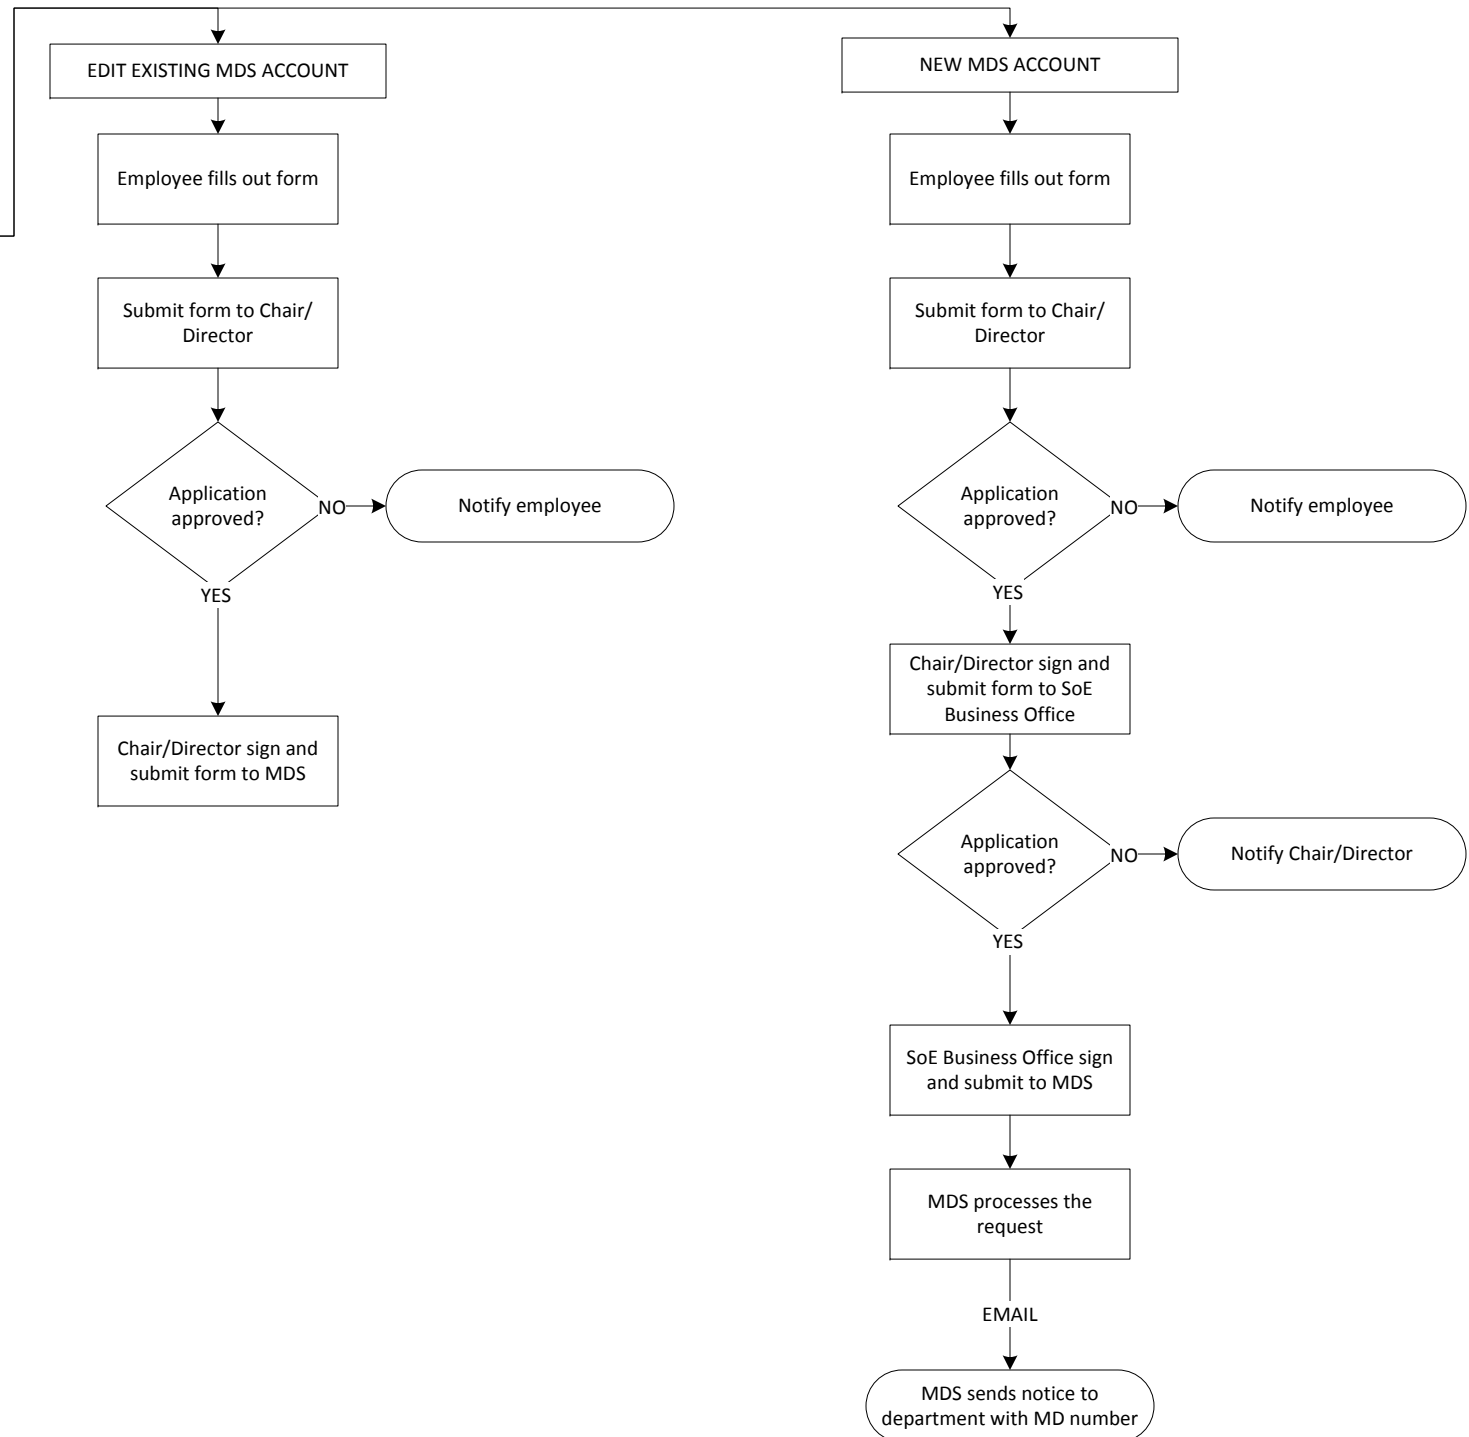 EDIT EXISTING MDS ACCOUNT
Employee fills out form
Submit form to Chair/
Director
Application
approved?
NO
Notify employee
YES
Chair/Director sign and
submit form to MDS
NEW MDS ACCOUNT
Employee fills out form
Submit form to Chair/
Director
Application
approved?
NO
Notify employee
YES
Chair/Director sign and
submit form to SoE
Business Office
Application
approved?
NO
Notify Chair/Director
YES
SoE Business Office sign
and submit to MDS
MDS processes the
request
EMAIL
MDS sends notice to
department with MD number